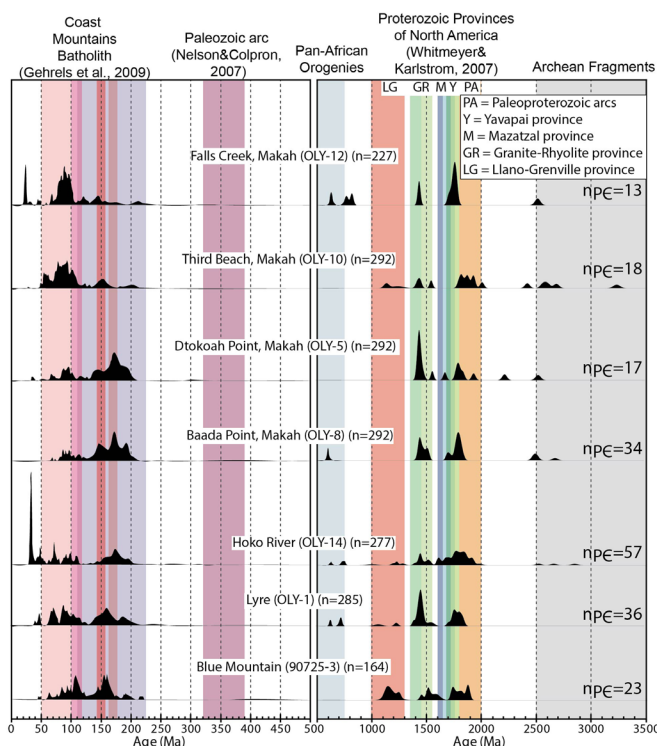 Coast
Mountains
Batholith
(Gehrels et al., 2009)
Paleozoic arc
(Nelson&Colpron,
2007)
Pan-African
Orogenies
Proterozoic Provinces
of North America
(Whitmeyer&
Karlstrom, 2007)
Archean Fragments
LG GR M Y PA
PA = Paleoproterozoic arcs
Y = Yavapai province
M = Mazatzal province
GR = Granite-Rhyolite province
LG = Llano-Grenville province
Falls Creek, Makah (OLY-12) (n=227)
npЄ=13
Third Beach, Makah (OLY-10) (n=292)
npЄ=18
Dtokoah Point, Makah (OLY-5) (n=292)
npЄ=17
Baada Point, Makah (OLY-8) (n=292)
npЄ=34
Hoko River (OLY-14) (n=277)
npЄ=57
Lyre (OLY-1) (n=285)
npЄ=36
Blue Mountain (90725-3) (n=164)
npЄ=23
0 50 100 150 200 250 300 350 400 450 500 1000 1500 2000 2500 3000 3500
Age (Ma) Age (Ma)